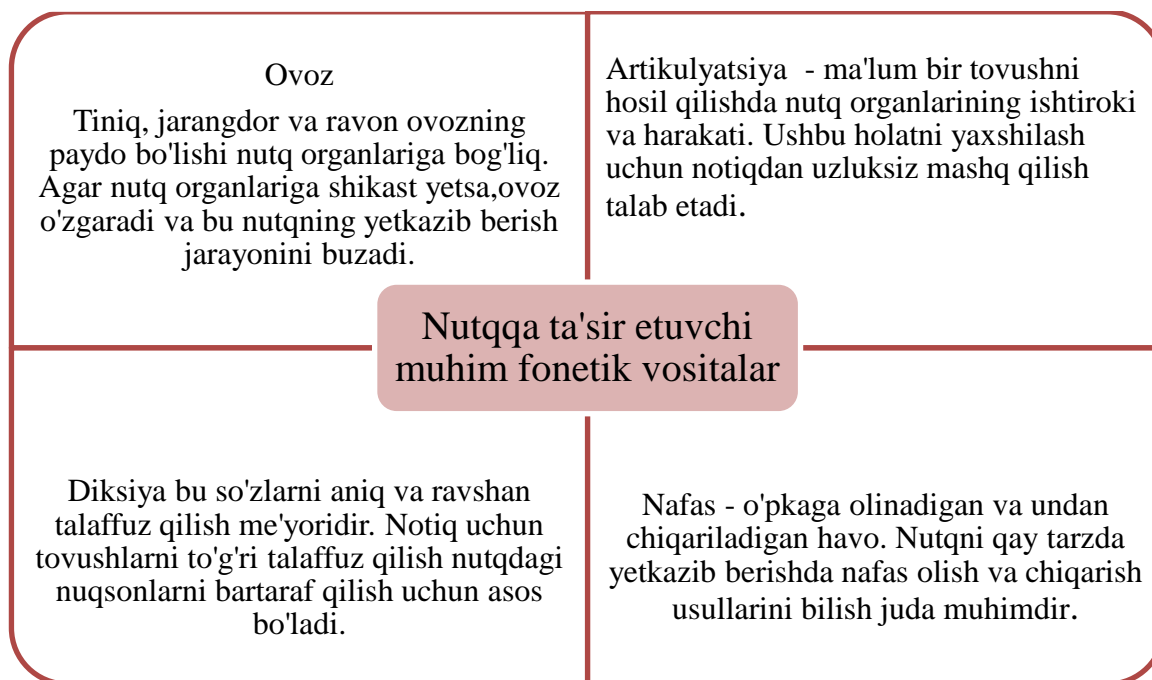 Ovoz
Tiniq, jarangdor va ravon ovozning
paydo bo'lishi nutq organlariga bog'liq.
Agar nutq organlariga shikast yetsa,ovoz
o'zgaradi va bu nutqning yetkazib berish
jarayonini buzadi.
Artikulyatsiya - ma'lum bir tovushni
hosil qilishda nutq organlarining ishtiroki
va harakati. Ushbu holatni yaxshilash
uchun notiqdan uzluksiz mashq qilish
talab etadi.
Nutqqa ta'sir etuvchi
muhim fonetik vositalar
Diksiya bu so'zlarni aniq va ravshan
talaffuz qilish me'yoridir. Notiq uchun
tovushlarni to'g'ri talaffuz qilish nutqdagi
nuqsonlarni bartaraf qilish uchun asos
bo'ladi.
Nafas - o'pkaga olinadigan va undan
chiqariladigan havo. Nutqni qay tarzda
yetkazib berishda nafas olish va chiqarish
usullarini bilish juda muhimdir.